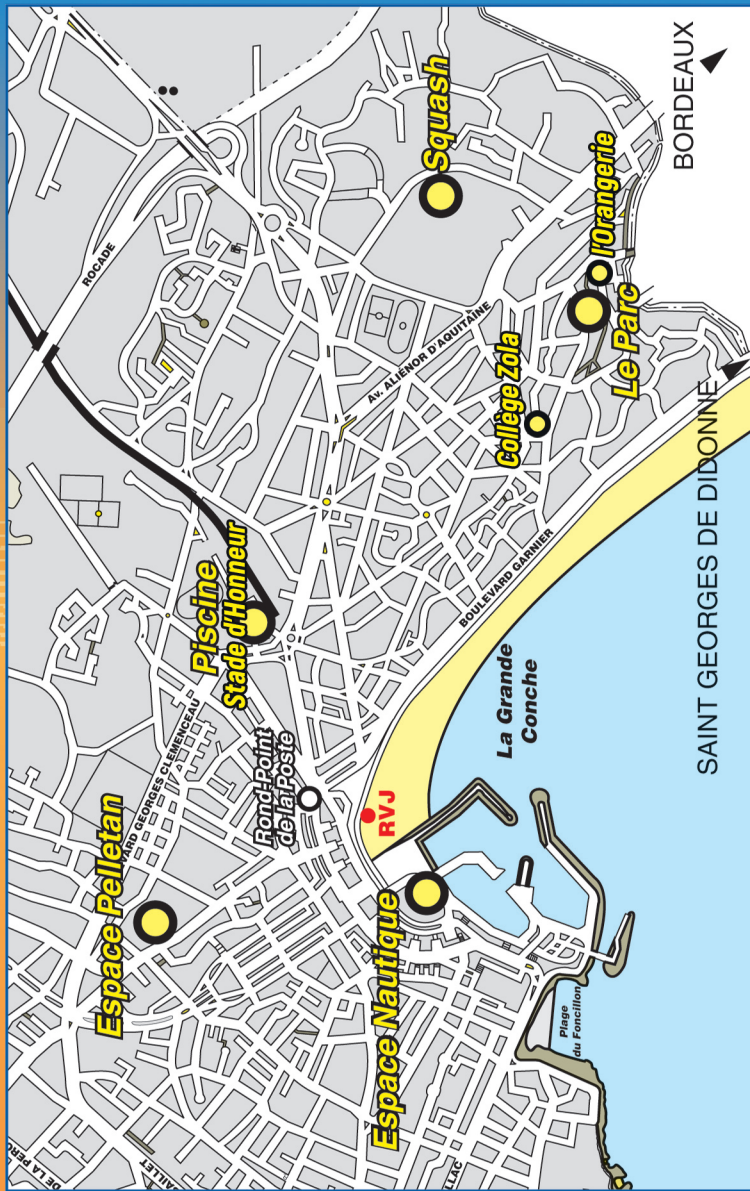 BORDEAUX
Squash
l'Orangerie
Le Parc
ROCADE
Av. ALIÉNOR D'AQUITAINE
Collège Zola
SAINT GEORGES DE DIDONNE
BOULEVARD GARNIER
Piscine
Stade d'Honneur
La Grande
Conche
VARD GEORGES CLEMENCEAU
Rond-Point
de la Poste
RVJ
Espace Pelletan
Espace Nautique
Plage
du Foncillon
DE LA PERC
AILLET
LLAC